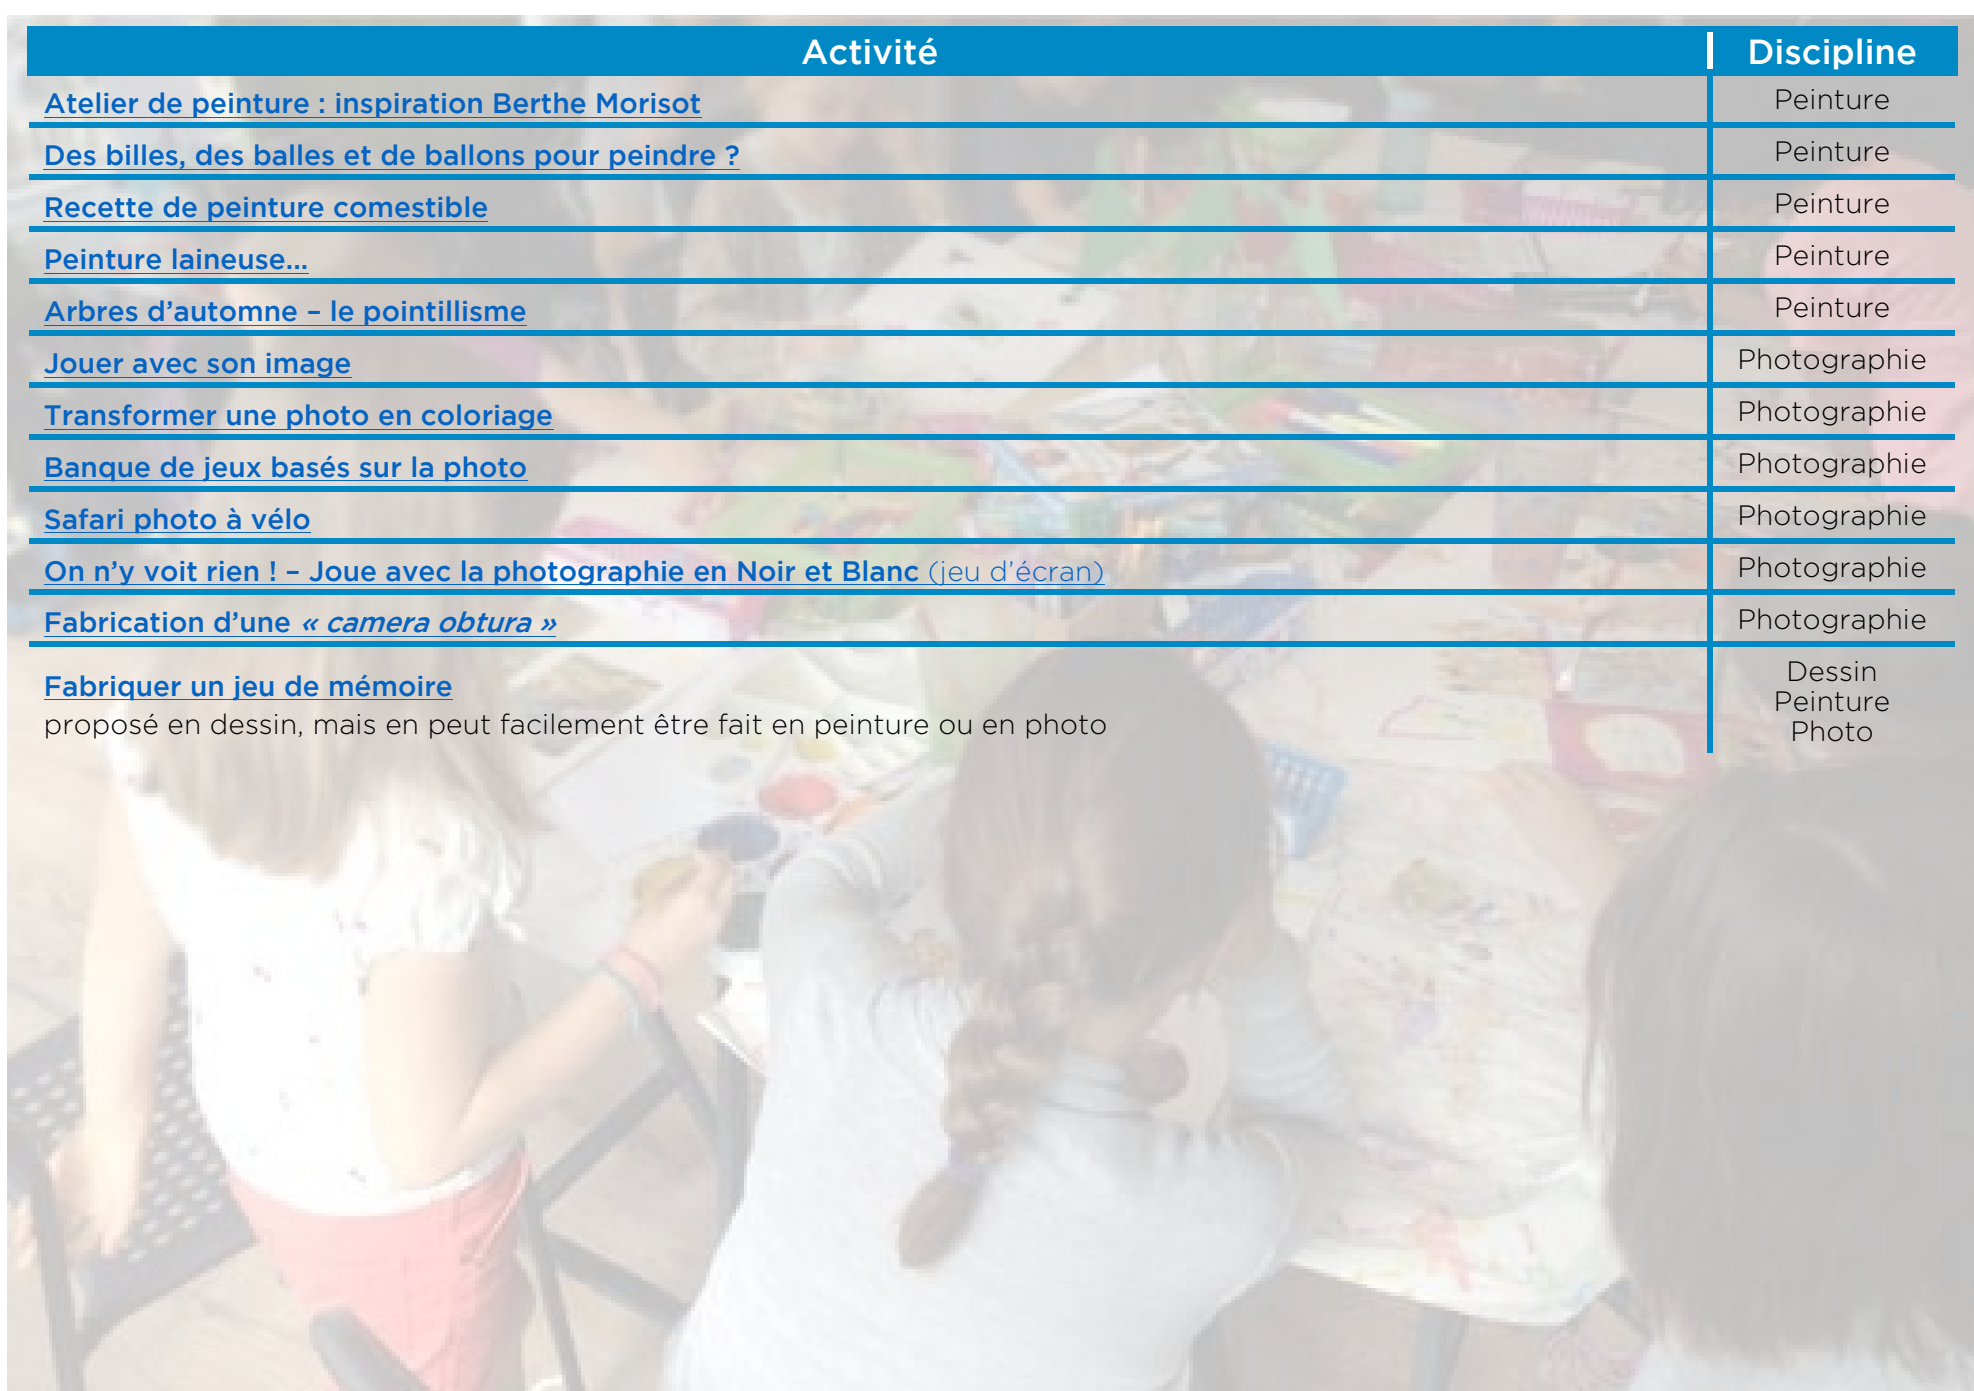 Activité Discipline
Atelier de peinture : inspiration Berthe Morisot Peinture
Des billes, des balles et de ballons pour peindre ? Peinture
Recette de peinture comestible Peinture
Peinture laineuse... Peinture
Arbres d’automne – le pointillisme Peinture
Jouer avec son image Photographie
Transformer une photo en coloriage Photographie
Banque de jeux basés sur la photo Photographie
Safari photo à vélo Photographie
On n’y voit rien ! – Joue avec la photographie en Noir et Blanc (jeu d’écran) Photographie
Fabrication d’une « camera obtura » Photographie
Fabriquer un jeu de mémoire
proposé en dessin, mais en peut facilement être fait en peinture ou en photo
Dessin
Peinture
Photo